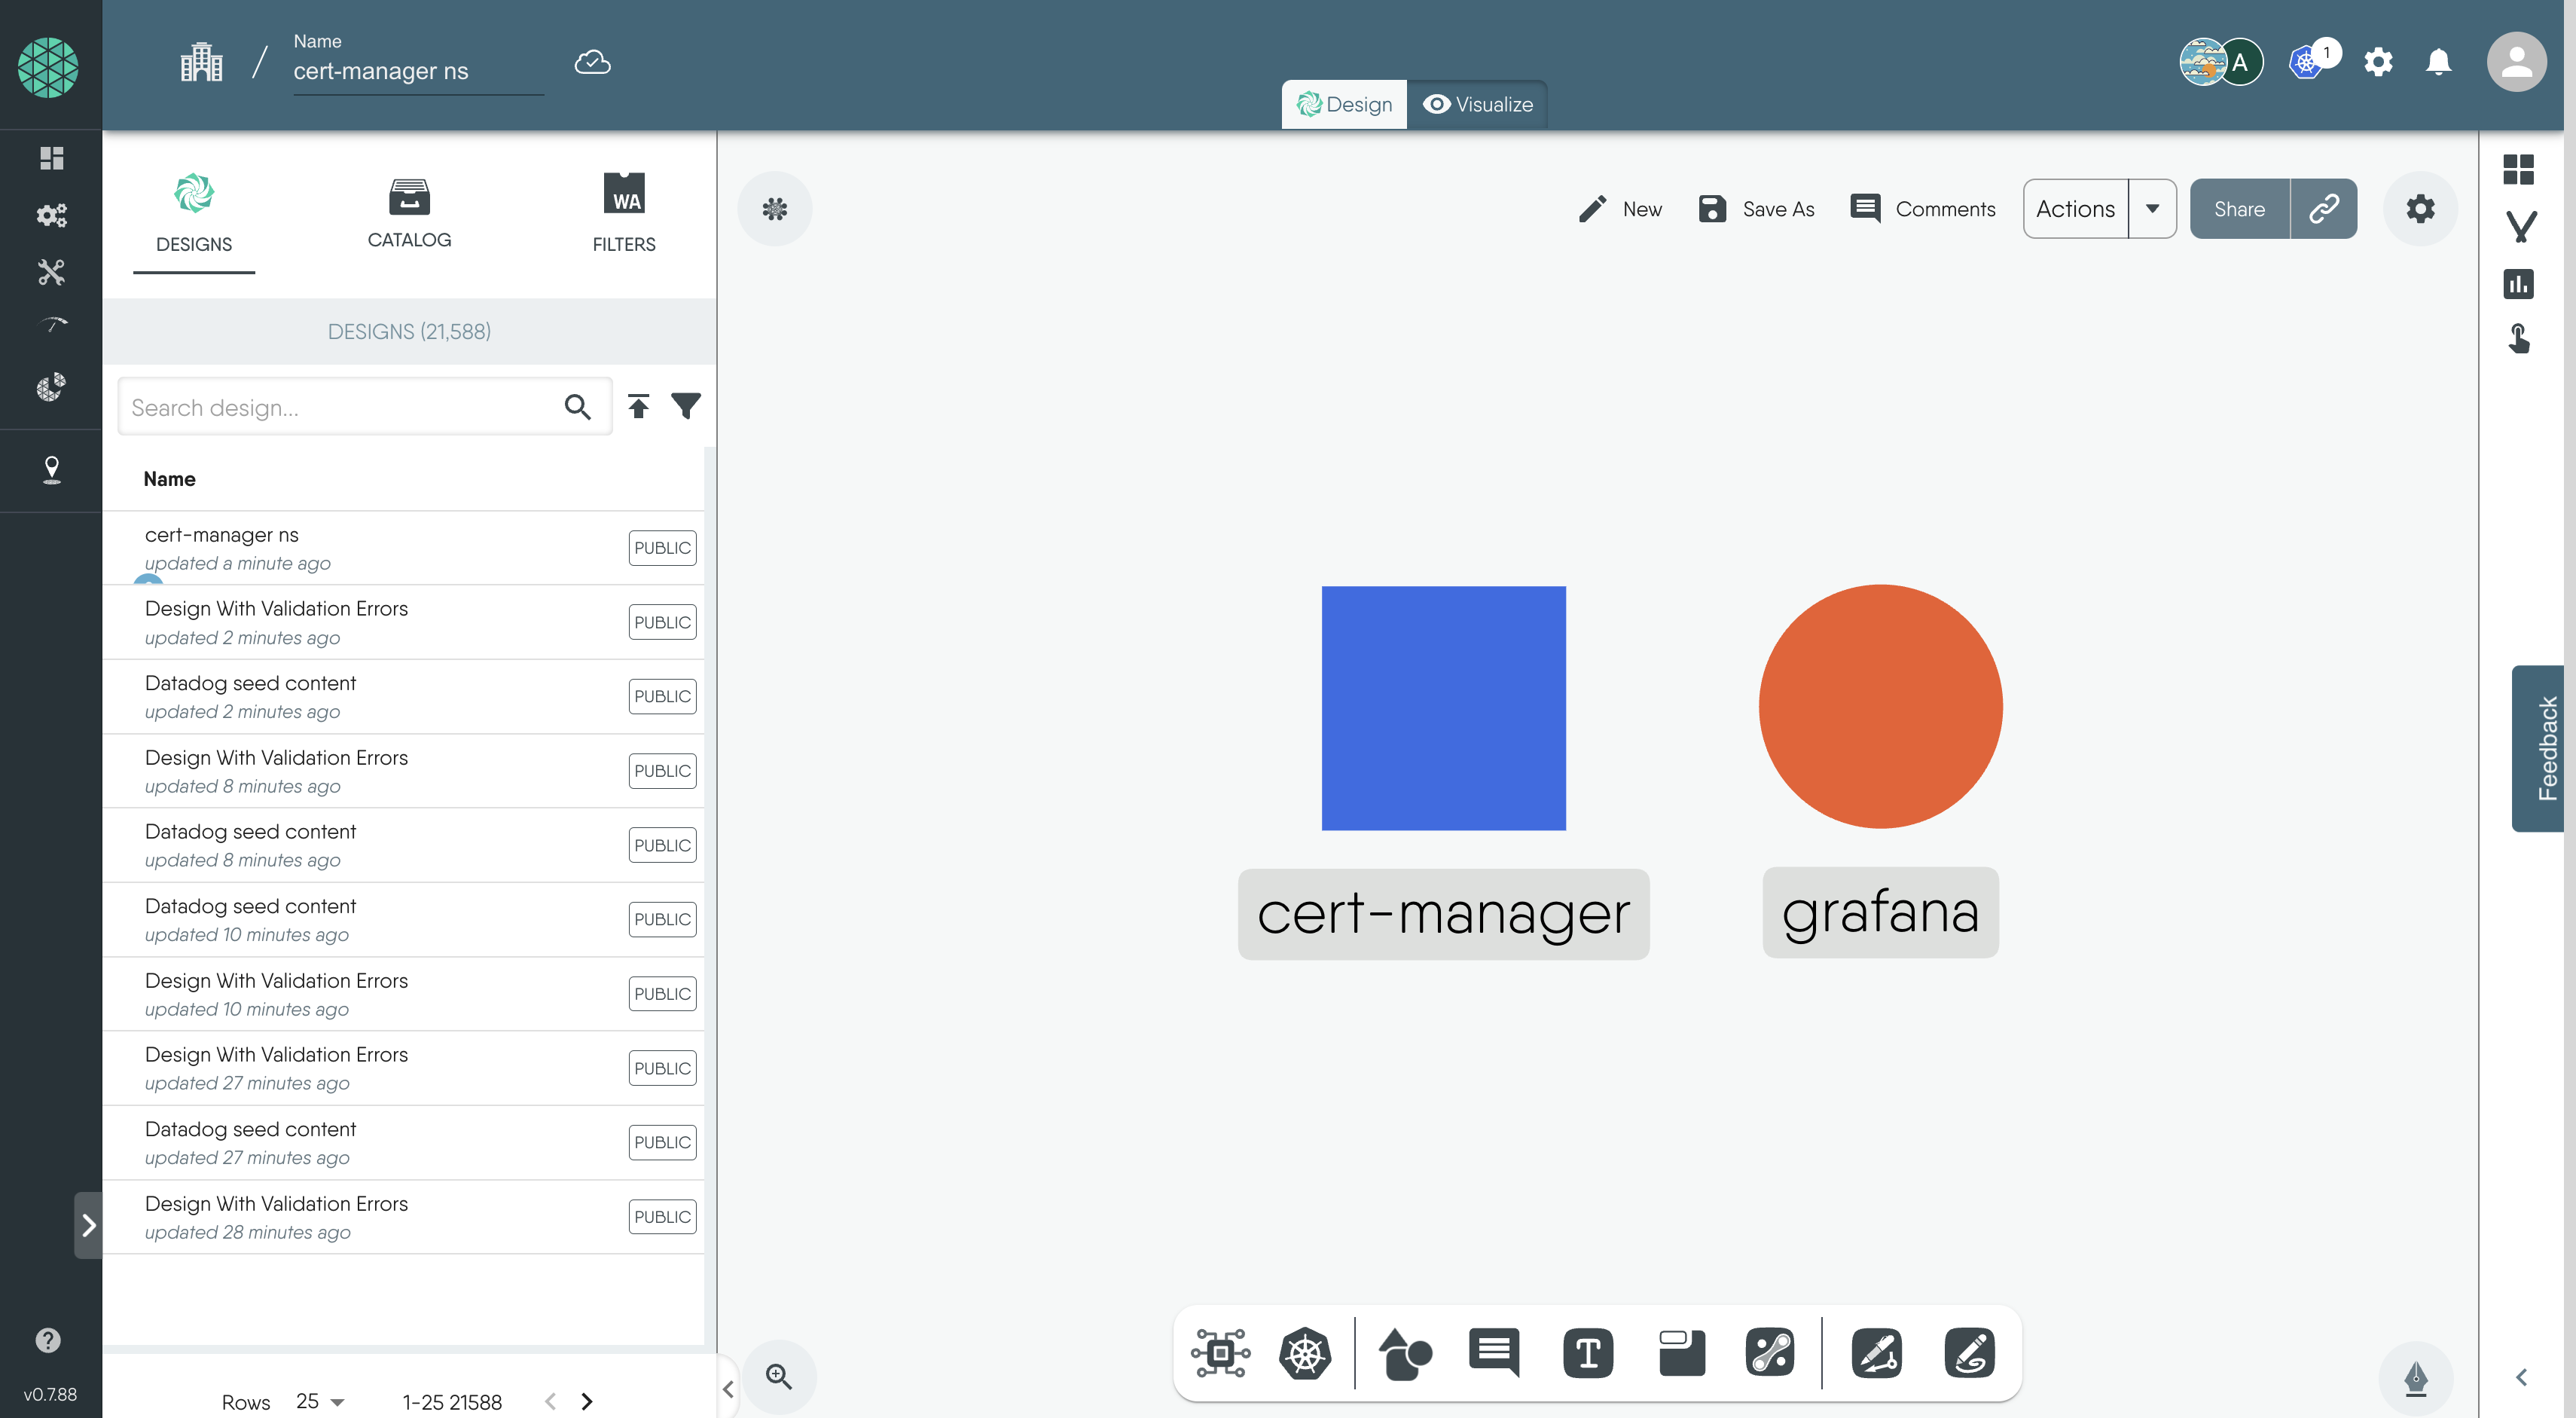 Name
cert-manager ns
Design
Visualize
A
1
DESIGNS
CATALOG
WA
FILTERS
DESIGNS (21,588)
Search design...
Name
cert-manager ns
updated a minute ago
PUBLIC
Design With Validation Errors
updated 2 minutes ago
PUBLIC
Datadog seed content
updated 2 minutes ago
PUBLIC
Design With Validation Errors
updated 8 minutes ago
PUBLIC
Datadog seed content
updated 8 minutes ago
PUBLIC
Datadog seed content
updated 10 minutes ago
PUBLIC
Design With Validation Errors
updated 10 minutes ago
PUBLIC
Design With Validation Errors
updated 27 minutes ago
PUBLIC
Datadog seed content
updated 27 minutes ago
PUBLIC
Design With Validation Errors
updated 28 minutes ago
PUBLIC
Rows 25 1-25 21588
v0.7.88
New
Save As
Comments
Actions
Share
cert-manager
grafana
T
Feedback